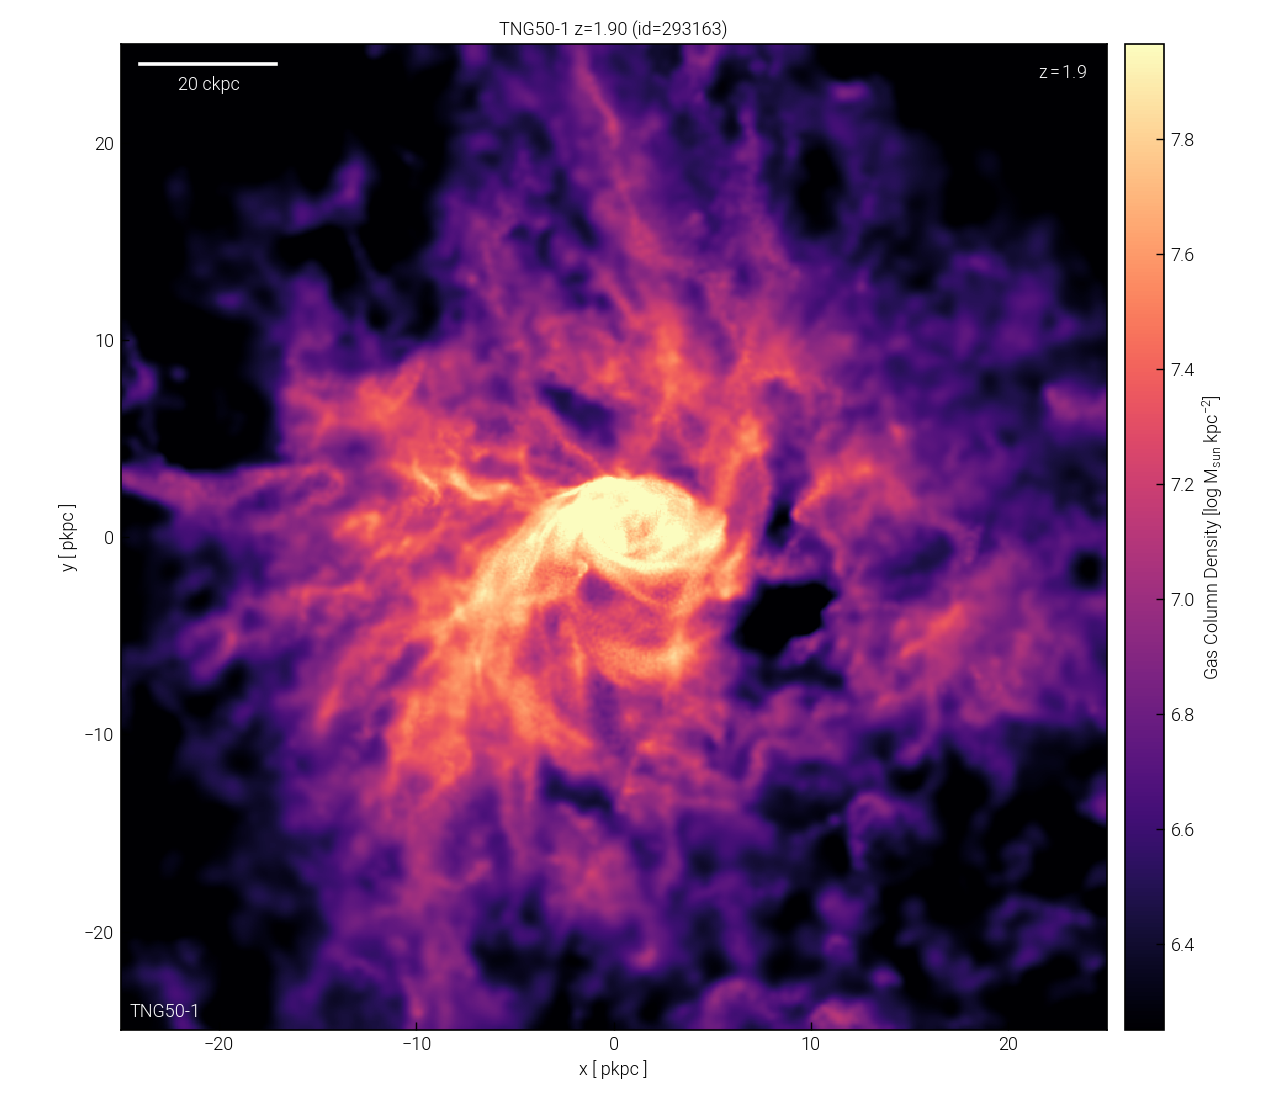 TNG50-1 z=1.90 (id=293163)
20 ckpc
z=1.9
TNG50-1
20
10
0
−10
−20
y [ pkpc ]
−20
−10
0
10
20
x [ pkpc ]
7.8
7.6
7.4
7.2
7.0
6.8
6.6
6.4
Gas Column Density [log M_sun kpc^−2]